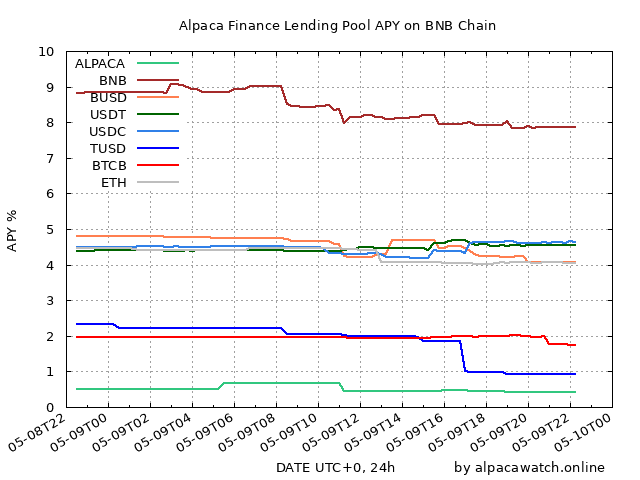 Alpaca Finance Lending Pool APY on BNB Chain
10
9
8
7
6
5
4
3
2
1
0
APY %
ALPACA
BNB
BUSD
USDT
USDC
TUSD
BTCB
ETH
05-08T22
05-09T00
05-09T02
05-09T04
05-09T06
05-09T08
05-09T10
05-09T12
05-09T14
05-09T16
05-09T18
05-09T20
05-09T22
05-10T00
DATE UTC+0, 24h
by alpacawatch.online